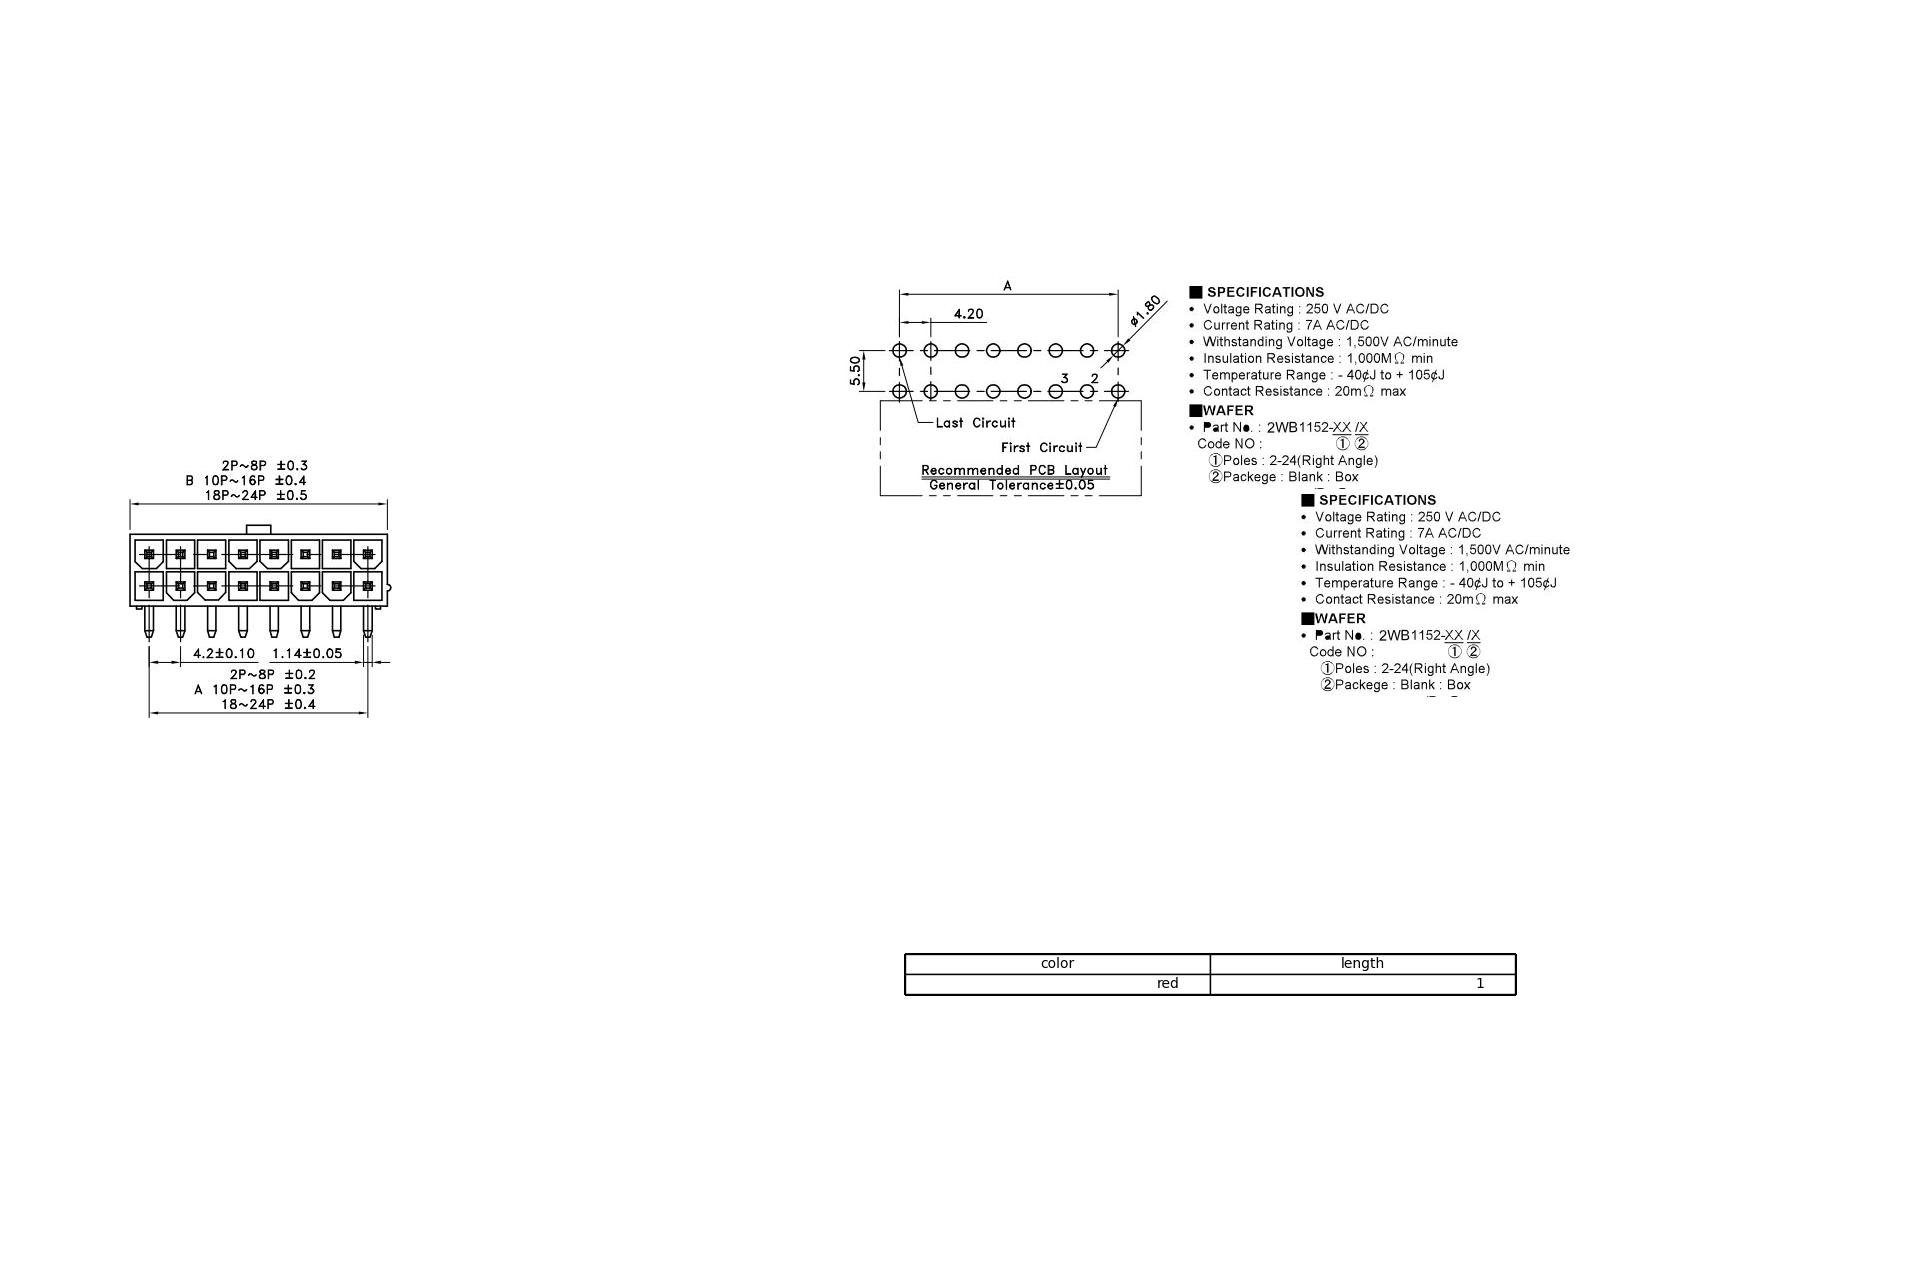 2P~8P ±0.3
B 10P~16P ±0.4
18P~24P ±0.5
4.2±0.10 1.14±0.05
2P~8P ±0.2
A 10P~16P ±0.3
18~24P ±0.4
A
4.20
ø1.80
5.50
3 2
Last Circuit
First Circuit
Recommended PCB Layout
General Tolerance±0.05
■ SPECIFICATIONS
• Voltage Rating : 250 V AC/DC
• Current Rating : 7A AC/DC
• Withstanding Voltage : 1,500V AC/minute
• Insulation Resistance : 1,000MΩ min
• Temperature Range : - 40¢J to + 105¢J
• Contact Resistance : 20mΩ max
■WAFER
• Part No. : 2WB1152-XX /X
Code NO : ① ②
①Poles : 2-24(Right Angle)
②Packege : Blank : Box
■ SPECIFICATIONS
• Voltage Rating : 250 V AC/DC
• Current Rating : 7A AC/DC
• Withstanding Voltage : 1,500V AC/minute
• Insulation Resistance : 1,000MΩ min
• Temperature Range : - 40¢J to + 105¢J
• Contact Resistance : 20mΩ max
■WAFER
• Part No. : 2WB1152-XX /X
Code NO : ① ②
①Poles : 2-24(Right Angle)
②Packege : Blank : Box
color length
red 1